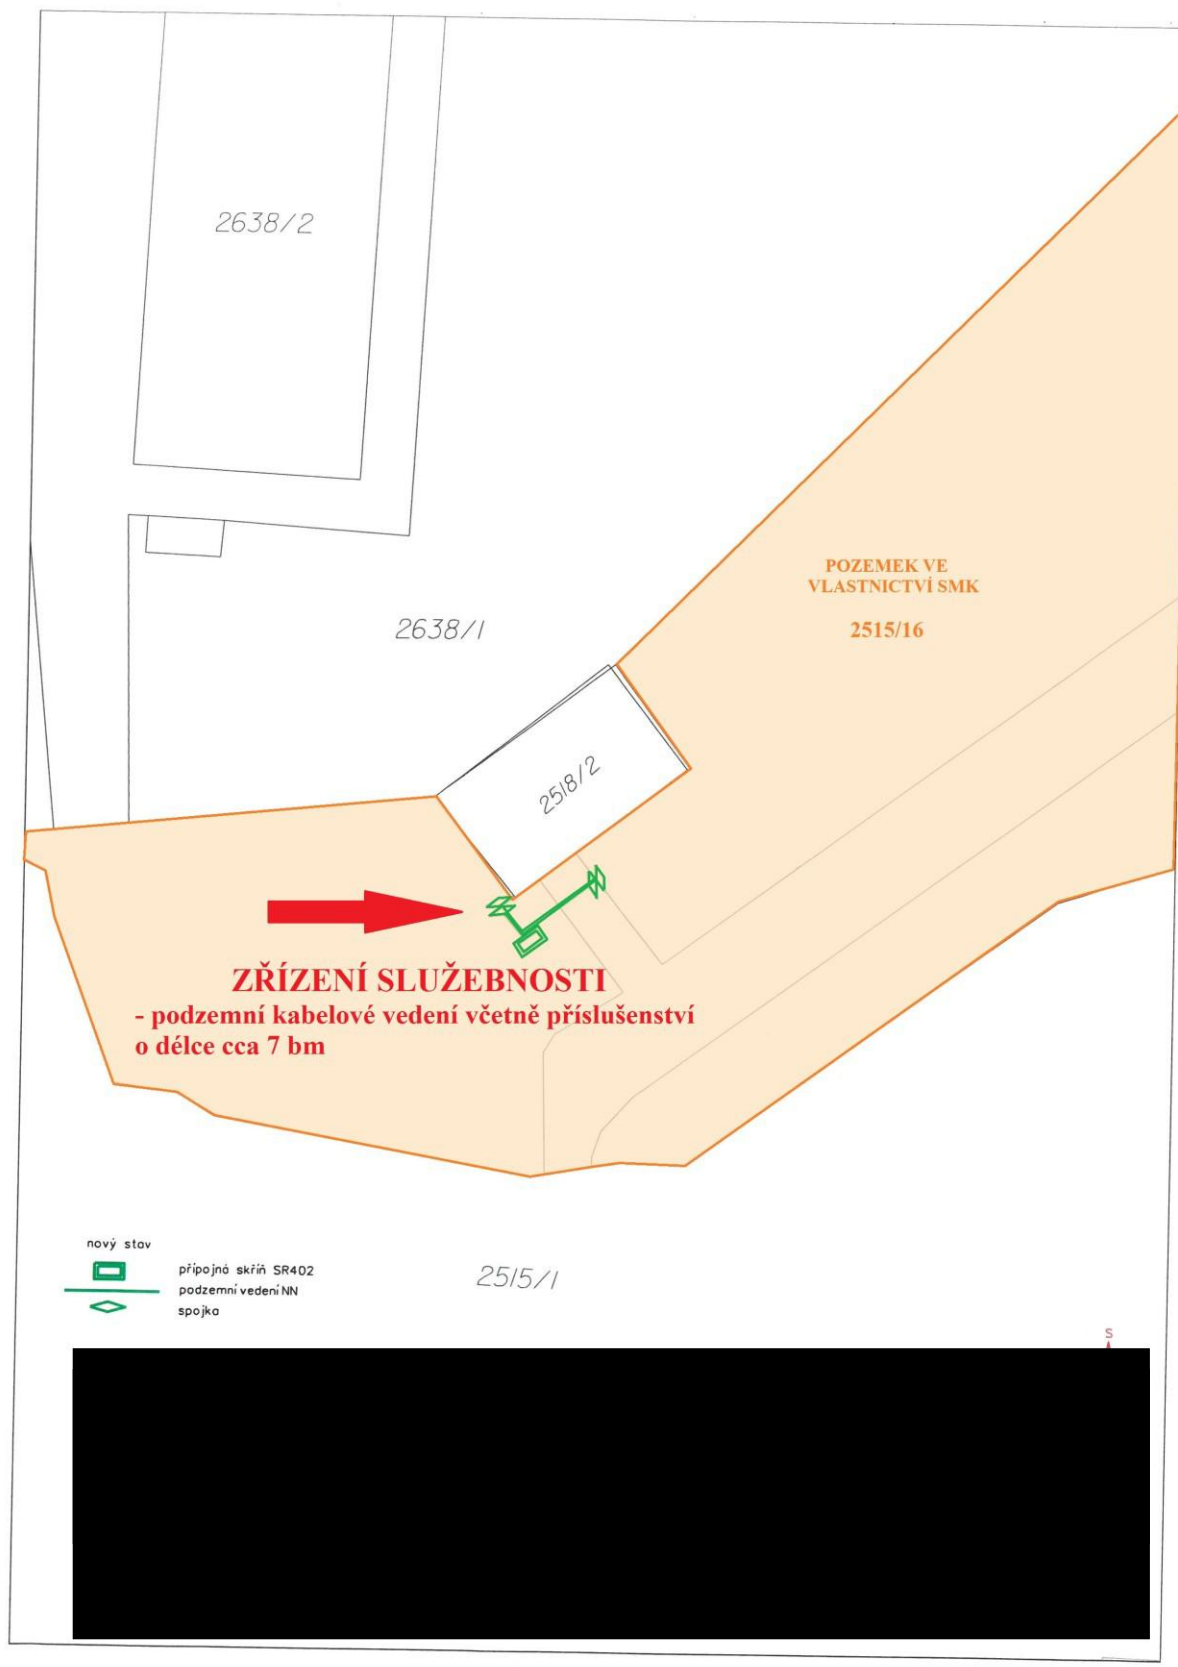 2638/2
POZEMEK VE
VLASTNICTVÍ SMK
2515/16
2638/1
2518/2
ZŘÍZENÍ SLUŽEBNOSTI
- podzemní kabelové vedení včetně příslušenství
o délce cca 7 bm
nový stav
přípojná skříň SR402
podzemní vedení NN
spojka
2515/1
S